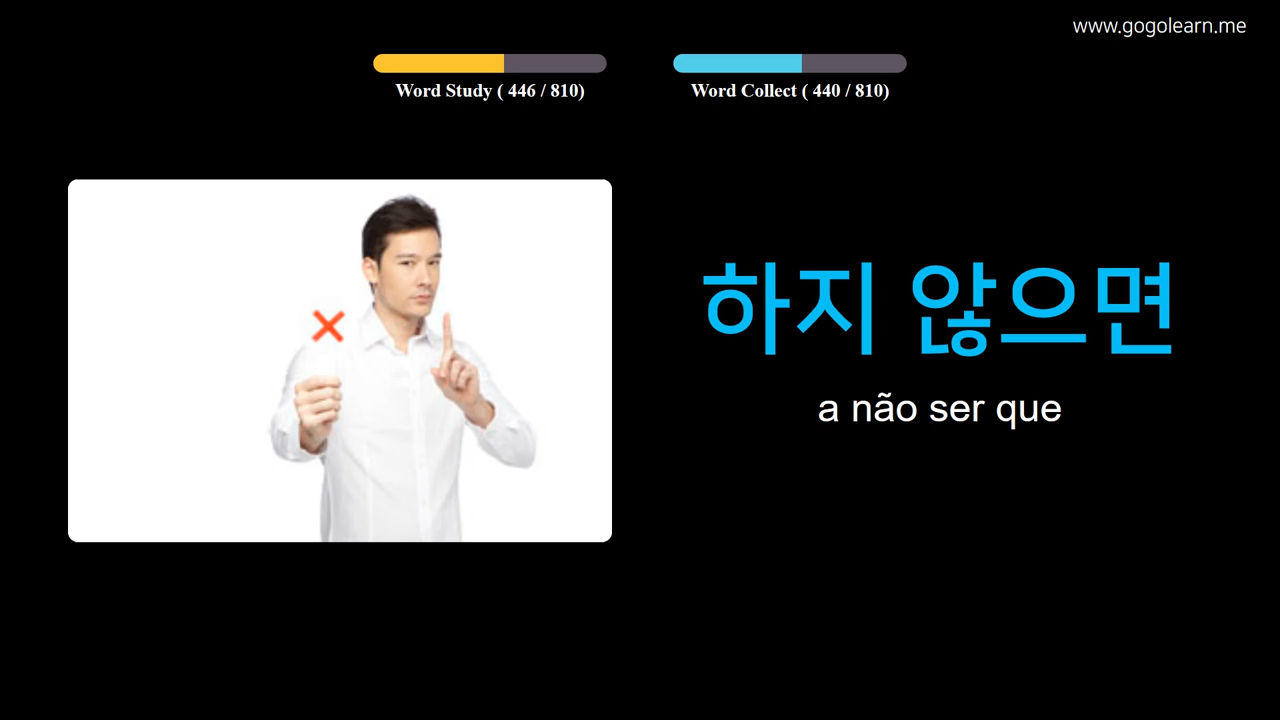 www.gogolearn.me
Word Study ( 446 / 810)
Word Collect ( 440 / 810)
하지 않으면
a não ser que